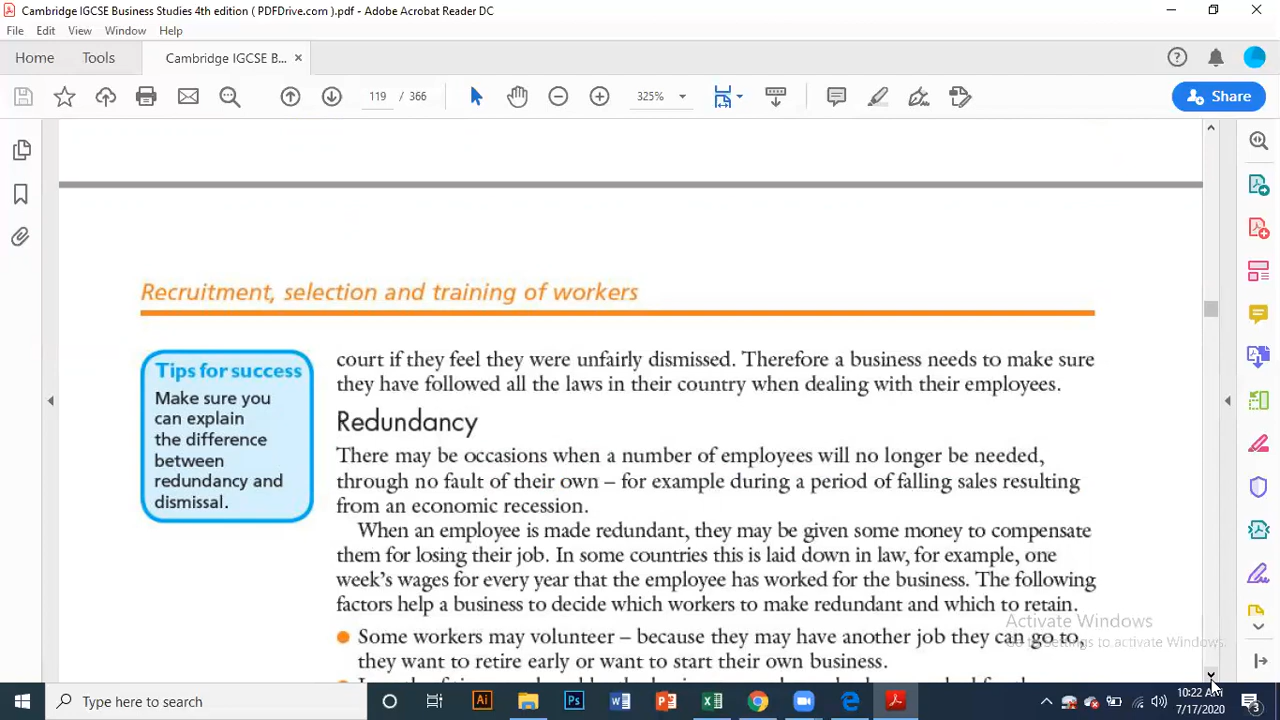 Cambridge IGCSE Business Studies 4th edition ( PDFDrive.com ).pdf - Adobe Acrobat Reader DC
File Edit View Window Help
Home Tools Cambridge IGCSE B... ×
119 / 366 325% Share
Recruitment, selection and training of workers
Tips for success
Make sure you
can explain
the difference
between
redundancy and
dismissal.
court if they feel they were unfairly dismissed. Therefore a business needs to make sure
they have followed all the laws in their country when dealing with their employees.
Redundancy
There may be occasions when a number of employees will no longer be needed,
through no fault of their own – for example during a period of falling sales resulting
from an economic recession.
When an employee is made redundant, they may be given some money to compensate
them for losing their job. In some countries this is laid down in law, for example, one
week's wages for every year that the employee has worked for the business. The following
factors help a business to decide which workers to make redundant and which to retain.
● Some workers may volunteer – because they may have another job they can go to,
they want to retire early or want to start their own business.
Activate Windows
Go to Settings to activate Windows.
Type here to search
10:22 AM
7/17/2020
3